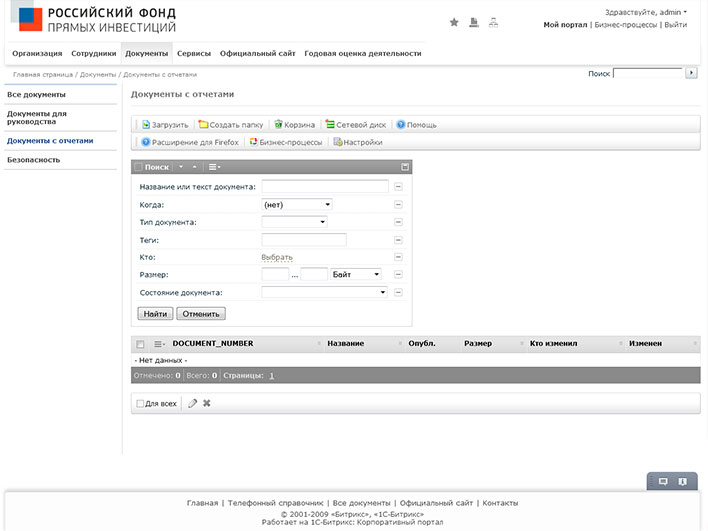 РОССИЙСКИЙ ФОНД
ПРЯМЫХ ИНВЕСТИЦИЙ
Здравствуйте, admin
Мой портал | Бизнес-процессы | Выйти
Организация Сотрудники Документы Сервисы Официальный сайт Годовая оценка деятельности
Главная страница / Документы / Документы с отчетами
Поиск
Все документы
Документы для
руководства
Документы с отчетами
Безопасность
Документы с отчетами
Загрузить Создать папку Корзина Сетевой диск Помощь
Расширение для Firefox Бизнес-процессы Настройки
Поиск
Название или текст документа:
Когда: (нет)
Тип документа:
Теги:
Кто: Выбрать
Размер: ... Байт
Состояние документа:
Найти Отменить
DOCUMENT_NUMBER Название Опубл. Размер Кто изменил Изменен
- Нет данных -
Отмечено: 0 Всего: 0 Страницы: 1
Для всех
Главная | Телефонный справочник | Все документы | Официальный сайт | Контакты
© 2001-2009 «Битрикс», «1С-Битрикс»
Работает на 1С-Битрикс: Корпоративный портал